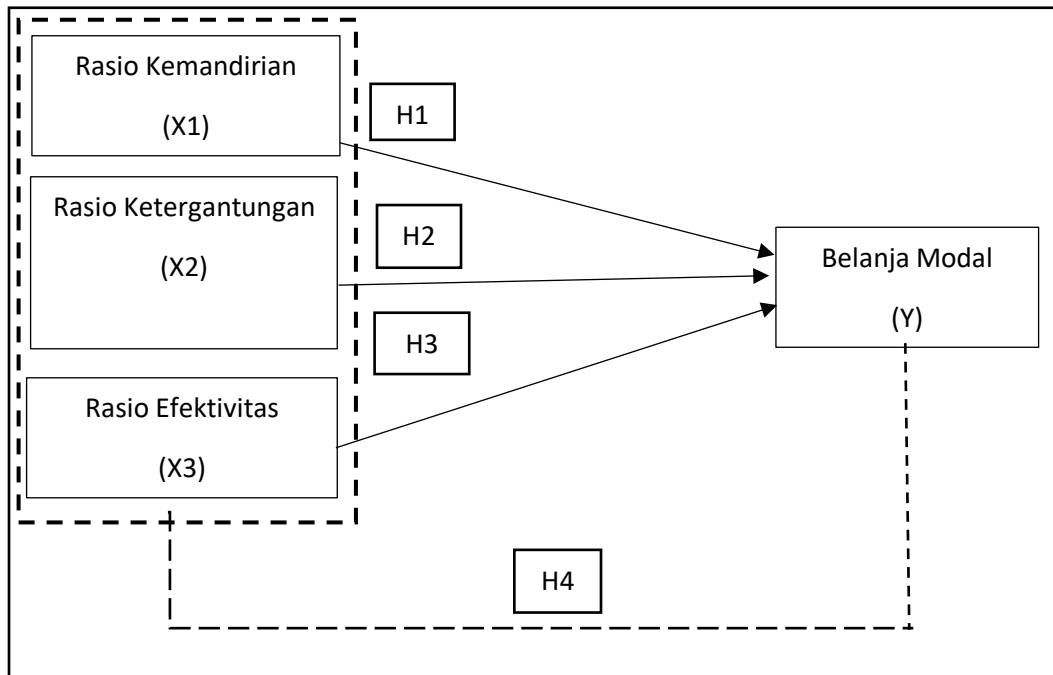 Rasio Kemandirian
(X1)
H1
Rasio Ketergantungan
(X2)
H2
Belanja Modal
(Y)
H3
Rasio Efektivitas
(X3)
H4